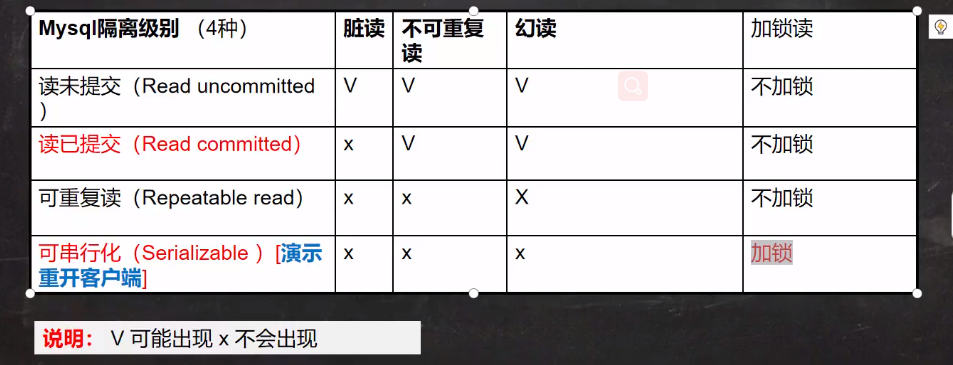 Mysql隔离级别 （4种） 脏读 不可重复 幻读 加锁读
读
读未提交（Read uncommitted V V V 不加锁
）
读已提交（Read committed） x V V 不加锁
可重复读（Repeatable read） x x X 不加锁
可串行化（Serializable ）[演示 x x x 加锁
重开客户端]
说明： V 可能出现 x 不会出现